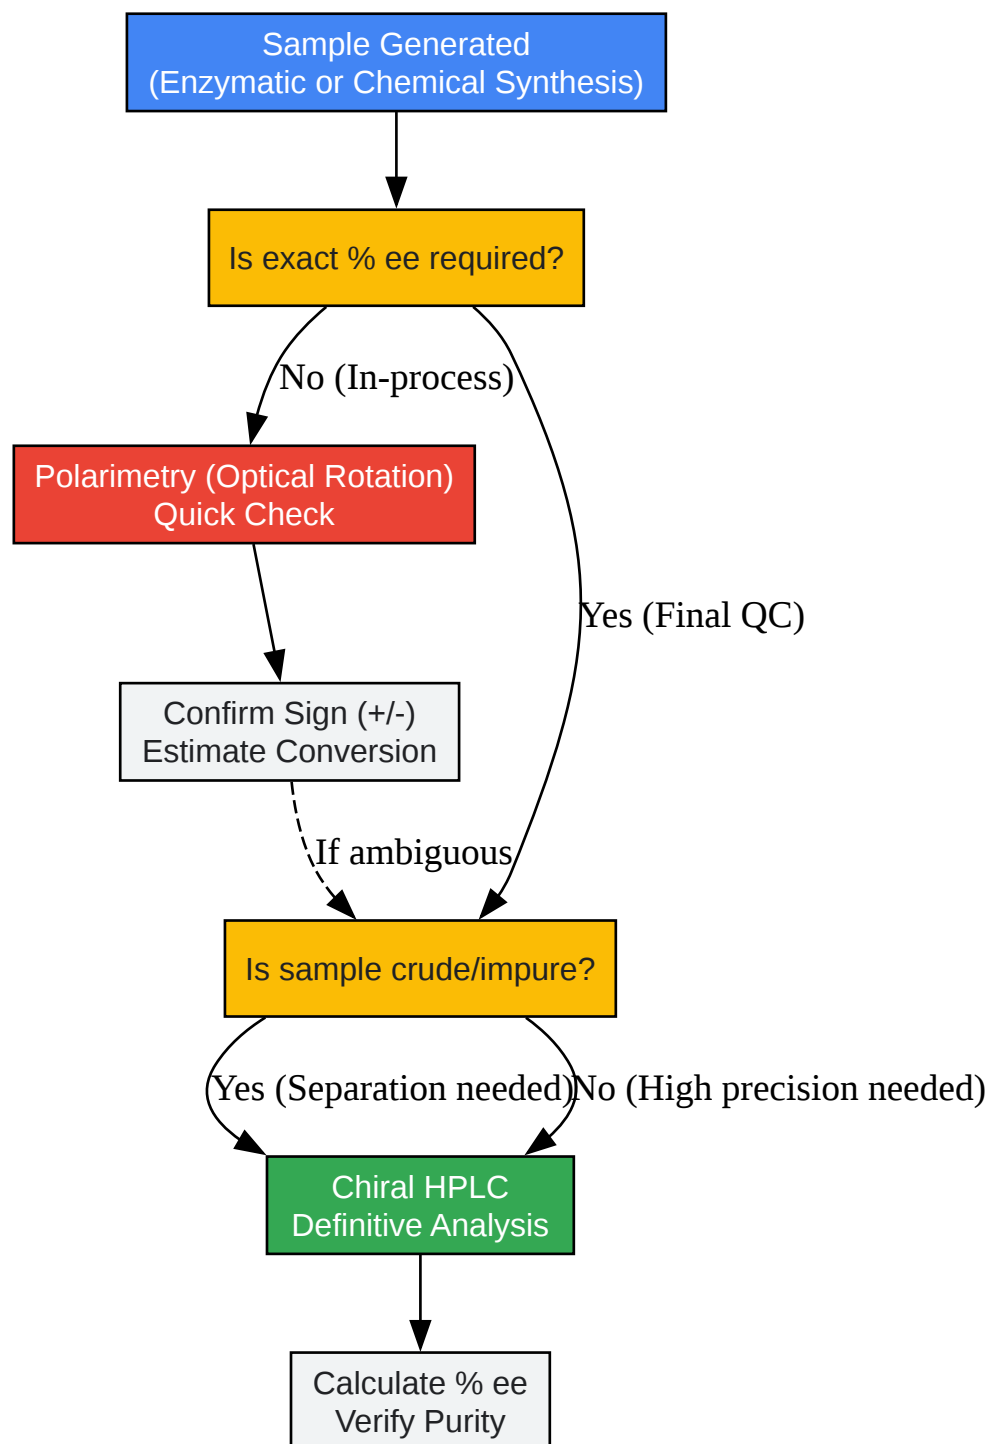 Sample Generated
(Enzymatic or Chemical Synthesis)
Is exact % ee required?
No (In-process)
Polarimetry (Optical Rotation)
Quick Check
Yes (Final QC)
Confirm Sign (+/-)
Estimate Conversion
If ambiguous
Is sample crude/impure?
Yes (Separation needed)
No (High precision needed)
Chiral HPLC
Definitive Analysis
Calculate % ee
Verify Purity